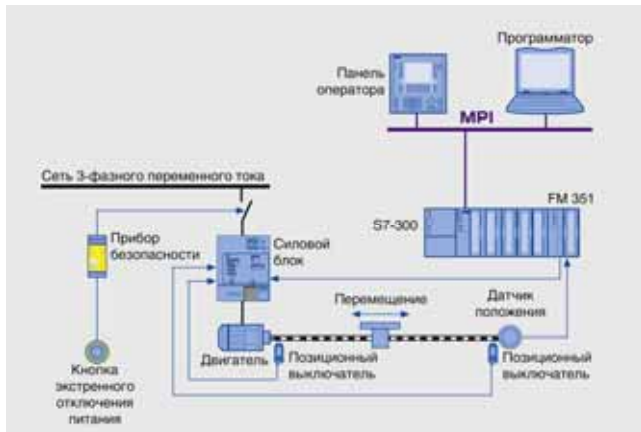 Программатор
Панель
оператора
MPI
Сеть 3-фазного переменного тока
FM 351
S7-300
Прибор
безопасности
Силовой
блок
Перемещение
Датчик
положения
Двигатель
Позиционный
выключатель
Позиционный
выключатель
Кнопка
экстренного
отключения
питания